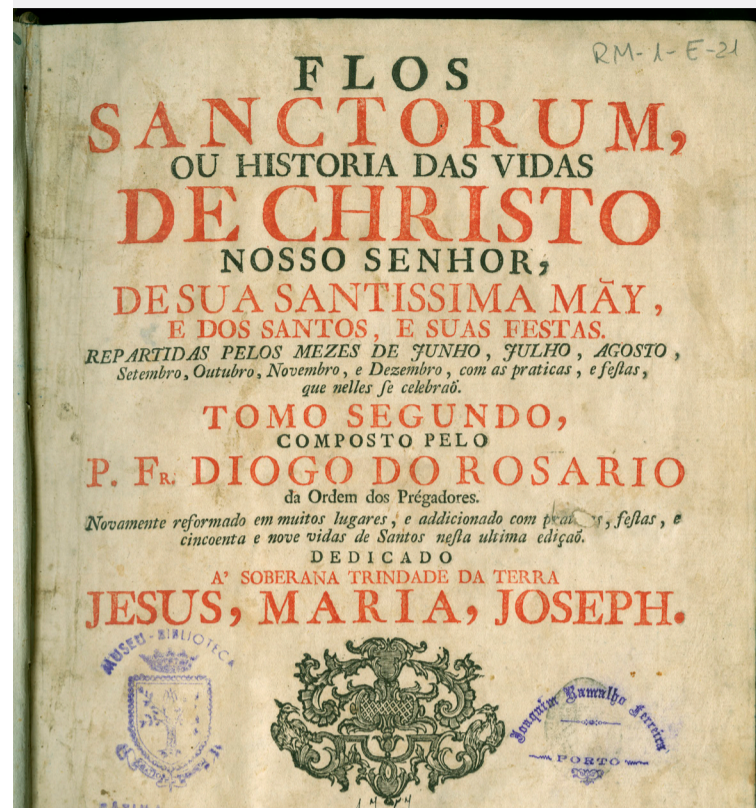 RM-1-E-21
FLOS
SANCTORUM,
OU HISTORIA DAS VIDAS
DE CHRISTO
NOSSO SENHOR,
DE SUA SANTISSIMA MÃY,
E DOS SANTOS, E SUAS FESTAS.
REPARTIDAS PELOS MEZES DE JUNHO, JULHO, AGOSTO,
Setembro, Outubro, Novembro, e Dezembro, com as praticas, e feſtas,
que nelles ſe celebraõ.
TOMO SEGUNDO,
COMPOSTO PELO
P. Fr. DIOGO DO ROSARIO
da Ordem dos Prégadores.
Novamente reformado em muitos lugares, e addicionado com feſtas, e
cincoenta e nove vidas de Santos neſta ultima ediçaõ.
DEDICADO
A' SOBERANA TRINDADE DA TERRA
JESUS, MARIA, JOSEPH.
MUSEU-BIBLIOTECA
Joaquim Ramalho Ferreira
PORTO